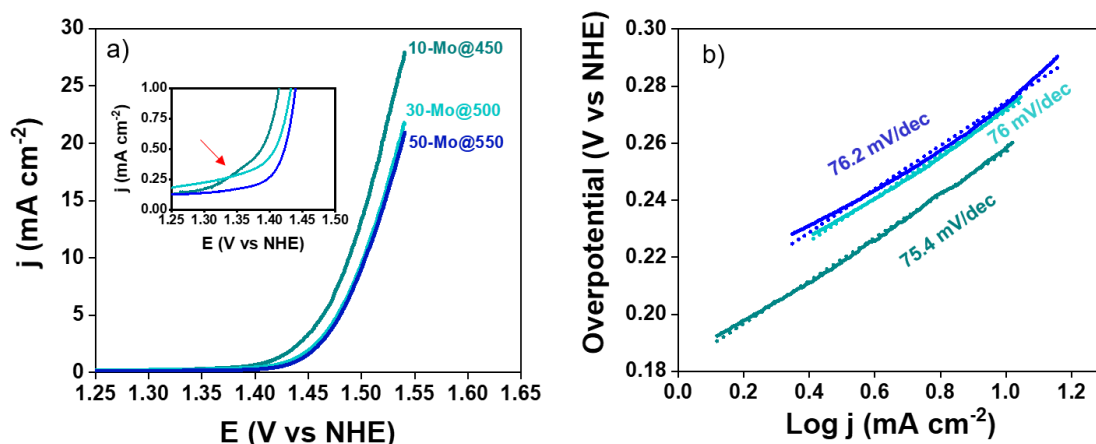 a)
30
25
20
15
10
5
0
j (mA cm-2)
1.25
1.30
1.35
1.40
1.45
1.50
1.55
1.60
1.65
E (V vs NHE)
10-Mo@450
30-Mo@500
50-Mo@550
1.00
0.75
0.50
0.25
0.00
j (mA cm-2)
1.25
1.30
1.35
1.40
1.45
1.50
E (V vs NHE)
b)
0.30
0.28
0.26
0.24
0.22
0.20
0.18
Overpotential (V vs NHE)
0.0
0.2
0.4
0.6
0.8
1.0
1.2
Log j (mA cm-2)
76.2 mV/dec
76 mV/dec
75.4 mV/dec